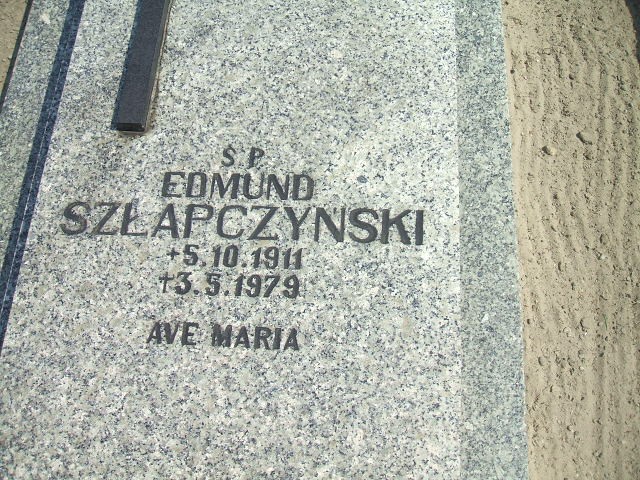 S P
EDMUND
SZŁAPCZYNSKI
+5.10.1911
†3.5.1979
AVE MARIA